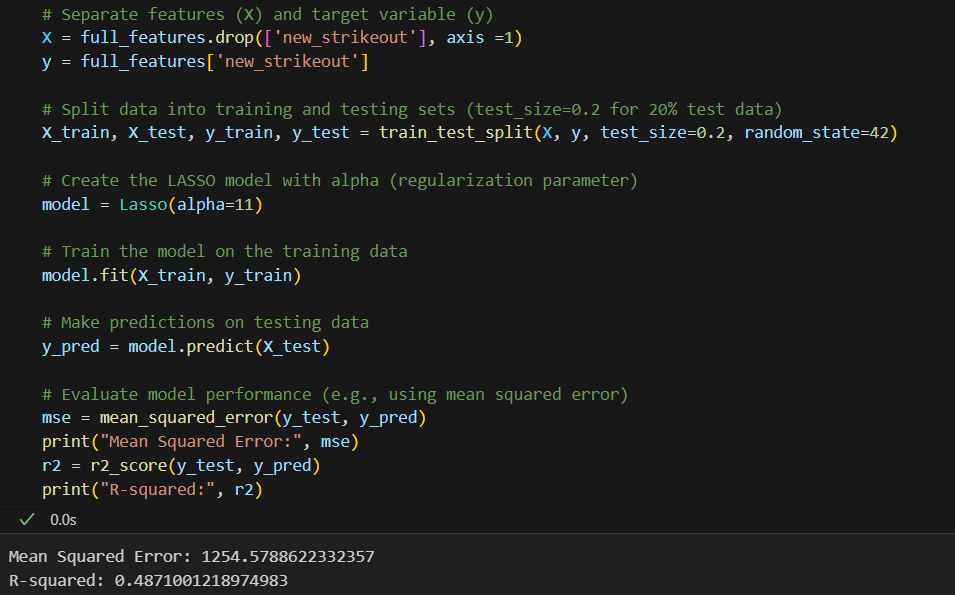 # Separate features (X) and target variable (y)
X = full_features.drop(['new_strikeout'], axis =1)
y = full_features['new_strikeout']
# Split data into training and testing sets (test_size=0.2 for 20% test data)
X_train, X_test, y_train, y_test = train_test_split(X, y, test_size=0.2, random_state=42)
# Create the LASSO model with alpha (regularization parameter)
model = Lasso(alpha=11)
# Train the model on the training data
model.fit(X_train, y_train)
# Make predictions on testing data
y_pred = model.predict(X_test)
# Evaluate model performance (e.g., using mean squared error)
mse = mean_squared_error(y_test, y_pred)
print("Mean Squared Error:", mse)
r2 = r2_score(y_test, y_pred)
print("R-squared:", r2)
0.0s
Mean Squared Error: 1254.5788622332357
R-squared: 0.4871001218974983